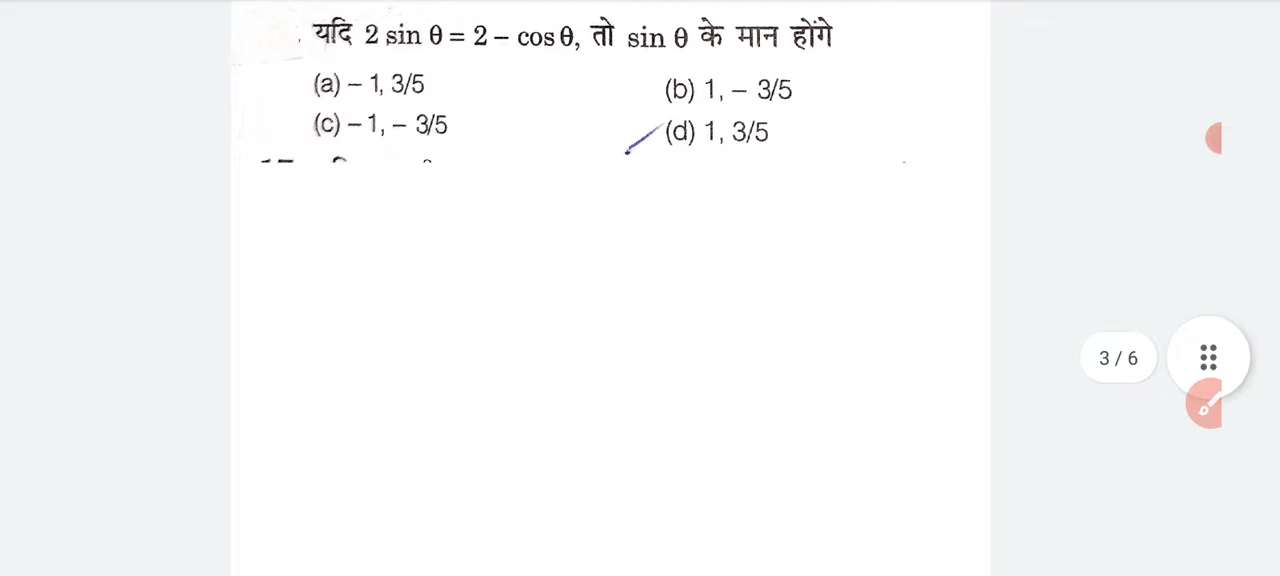 यदि 2 sin θ = 2 – cos θ, तो sin θ के मान होंगे
(a) – 1, 3/5
(b) 1, – 3/5
(c) – 1, – 3/5
(d) 1, 3/5
3 / 6